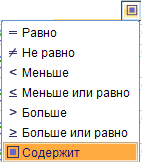 = Равно
≠ Не равно
< Меньше
≤ Меньше или равно
> Больше
≥ Больше или равно
Содержит